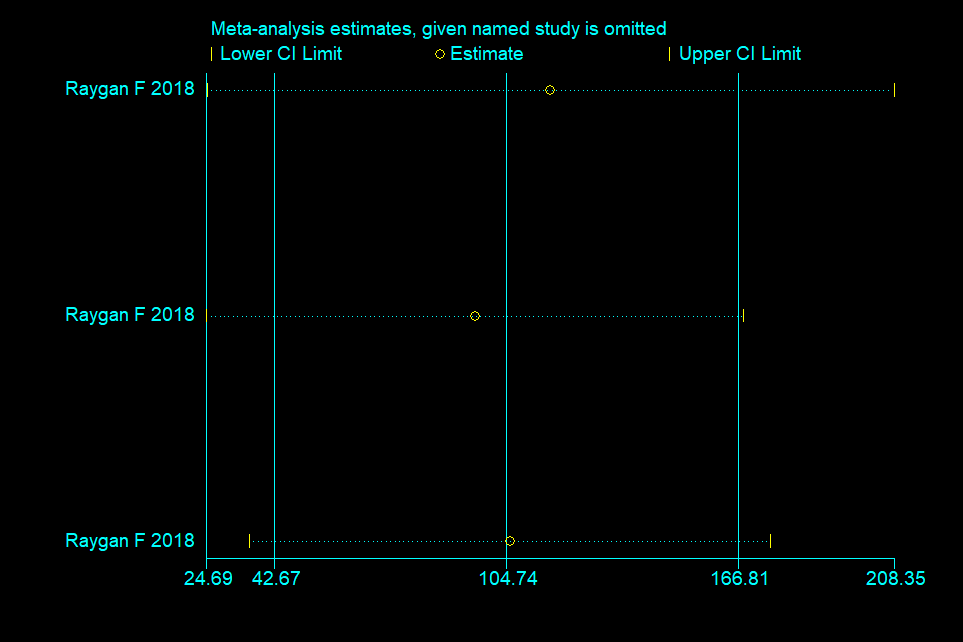 Meta-analysis estimates, given named study is omitted
Lower CI Limit Estimate Upper CI Limit
Raygan F 2018
Raygan F 2018
Raygan F 2018
24.69 42.67 104.74 166.81 208.35